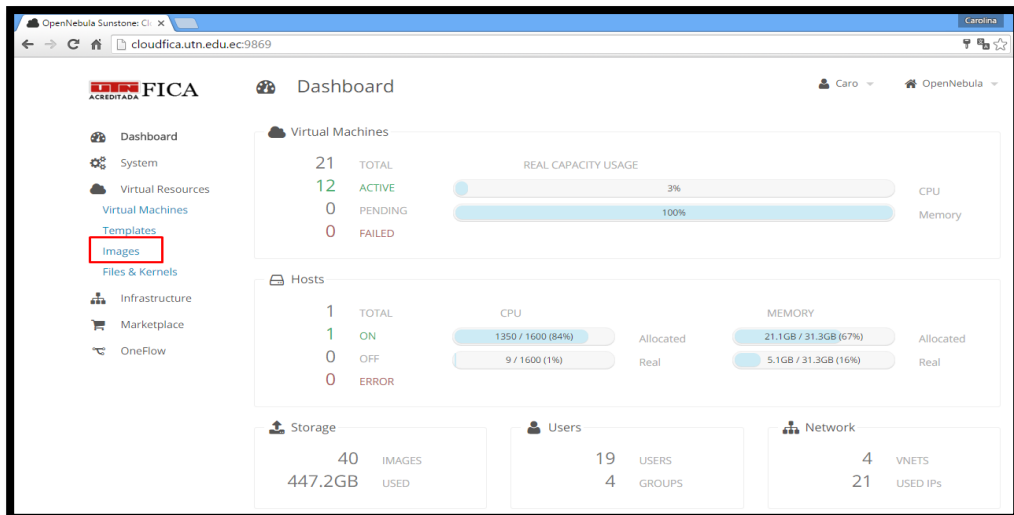 OpenNebula Sunstone: Cl
Carolina
cloudfica.utn.edu.ec:9869
UTN FICA
ACREDITADA
Dashboard
Caro
OpenNebula
Dashboard
System
Virtual Resources
Virtual Machines
Templates
Images
Files & Kernels
Infrastructure
Marketplace
OneFlow
Virtual Machines
21 TOTAL REAL CAPACITY USAGE
12 ACTIVE 3% CPU
0 PENDING 100% Memory
0 FAILED
Hosts
1 TOTAL CPU MEMORY
1 ON 1350 / 1600 (84%) Allocated 21.1GB / 31.3GB (67%) Allocated
0 OFF 9 / 1600 (1%) Real 5.1GB / 31.3GB (16%) Real
0 ERROR
Storage
40 IMAGES
447.2GB USED
Users
19 USERS
4 GROUPS
Network
4 VNETS
21 USED IPs